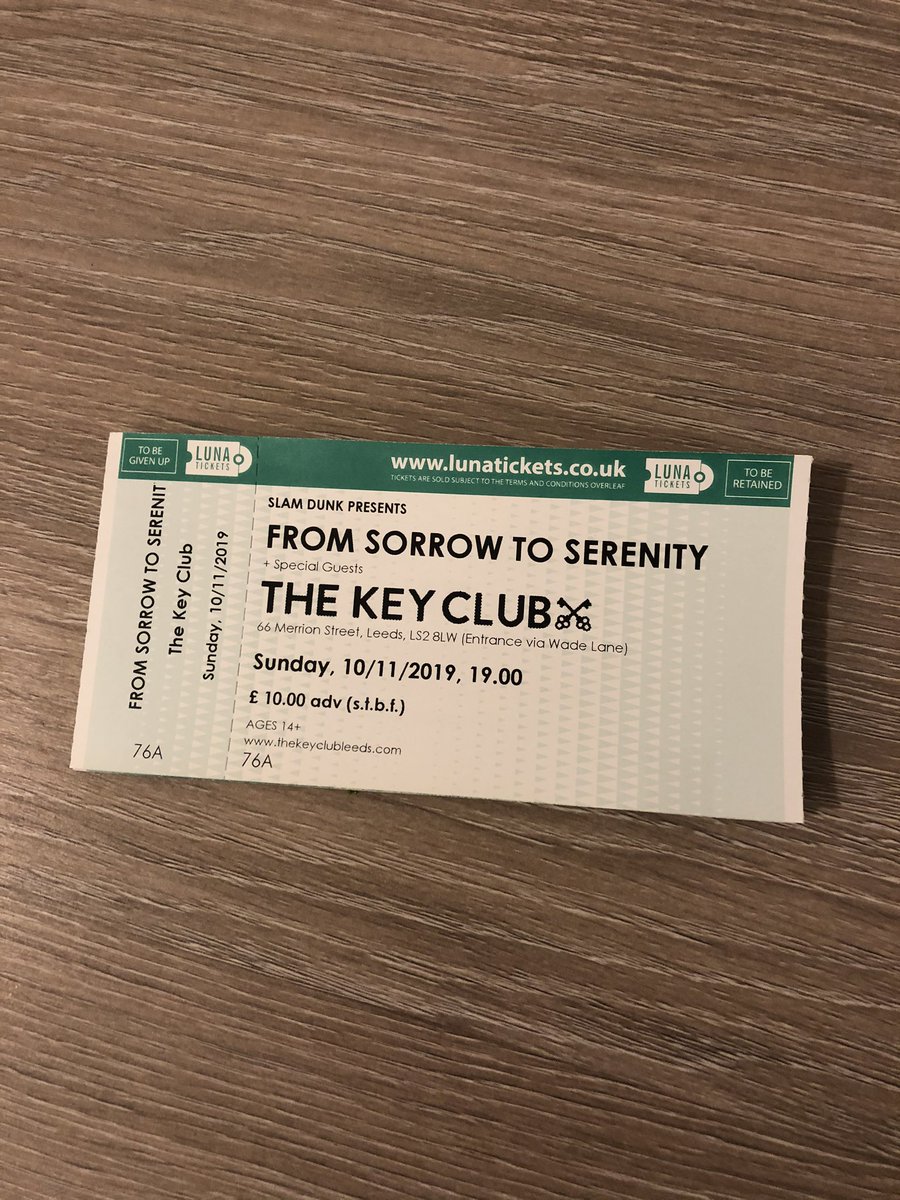 TO BE
GIVEN UP
LUNA
TICKETS
FROM SORROW TO SERENIT
The Key Club
Sunday, 10/11/2019
76A
www.lunatickets.co.uk
TICKETS ARE SOLD SUBJECT TO THE TERMS AND CONDITIONS OVERLEAF
LUNA
TICKETS
TO BE
RETAINED
SLAM DUNK PRESENTS
FROM SORROW TO SERENITY
+ Special Guests
THE KEY CLUB
66 Merrion Street, Leeds, LS2 8LW (Entrance via Wade Lane)
Sunday, 10/11/2019, 19.00
£ 10.00 adv (s.t.b.f.)
AGES 14+
www.thekeyclubleeds.com
76A